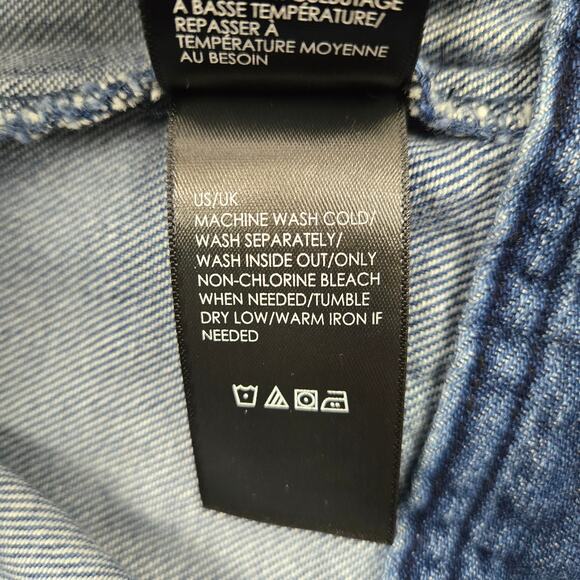 À BASSE TEMPÉRATURE/
REPASSER À
TEMPÉRATURE MOYENNE
AU BESOIN
US/UK
MACHINE WASH COLD/
WASH SEPARATELY/
WASH INSIDE OUT/ONLY
NON-CHLORINE BLEACH
WHEN NEEDED/TUMBLE
DRY LOW/WARM IRON IF
NEEDED